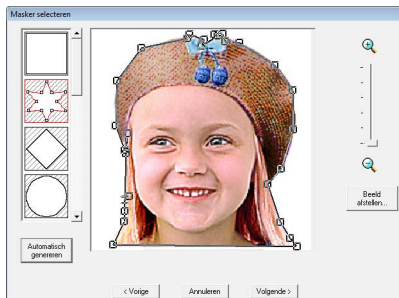 Masker selecteren
Beeld
afstellen...
Automatisch
genereren
< Vorige
Annuleren
Volgende >